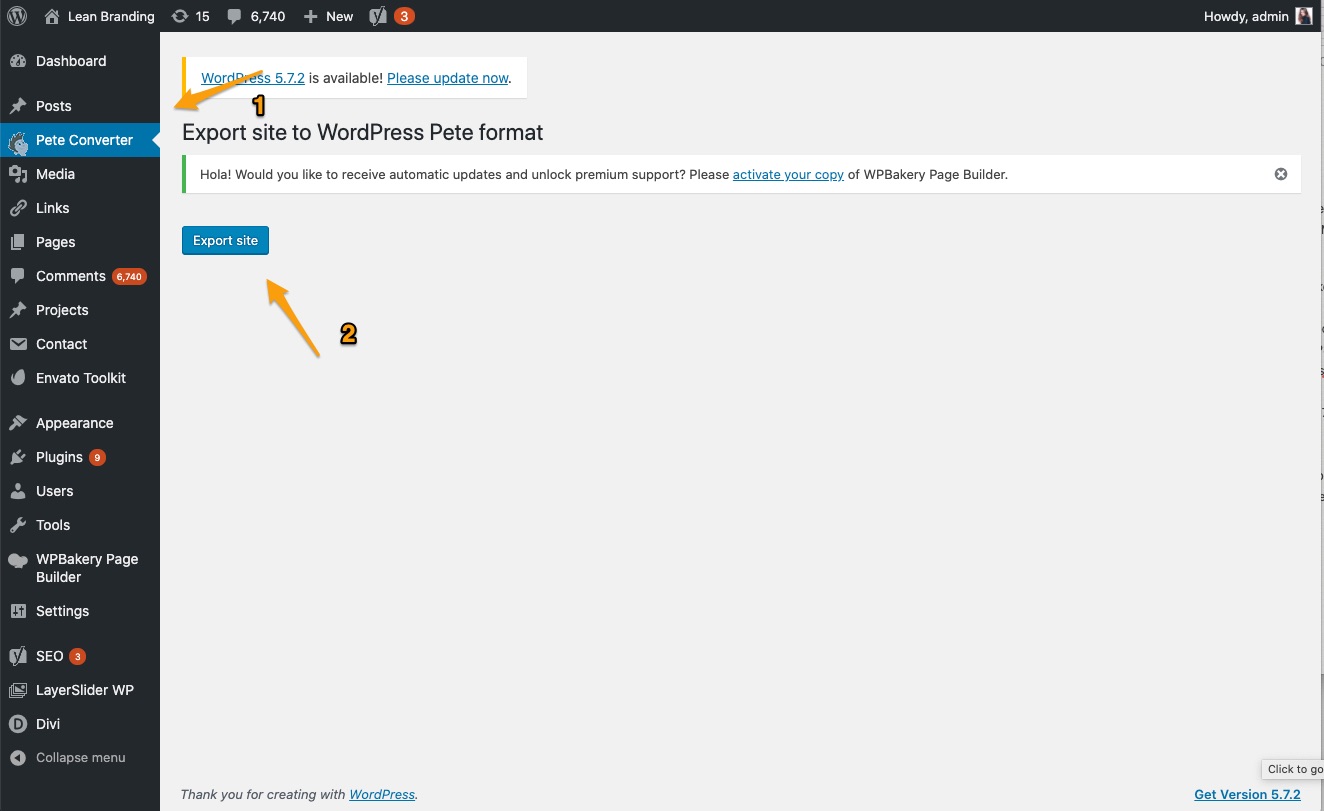 Lean Branding 15 6,740 New 3 Howdy, admin
Dashboard
Posts
Pete Converter
Media
Links
Pages
Comments 6,740
Projects
Contact
Envato Toolkit
Appearance
Plugins 9
Users
Tools
WPBakery Page
Builder
Settings
SEO 3
LayerSlider WP
Divi
Collapse menu
WordPress 5.7.2 is available! Please update now.
1
Export site to WordPress Pete format
Hola! Would you like to receive automatic updates and unlock premium support? Please activate your copy of WPBakery Page Builder.
Export site
2
Click to go
Thank you for creating with WordPress.
Get Version 5.7.2